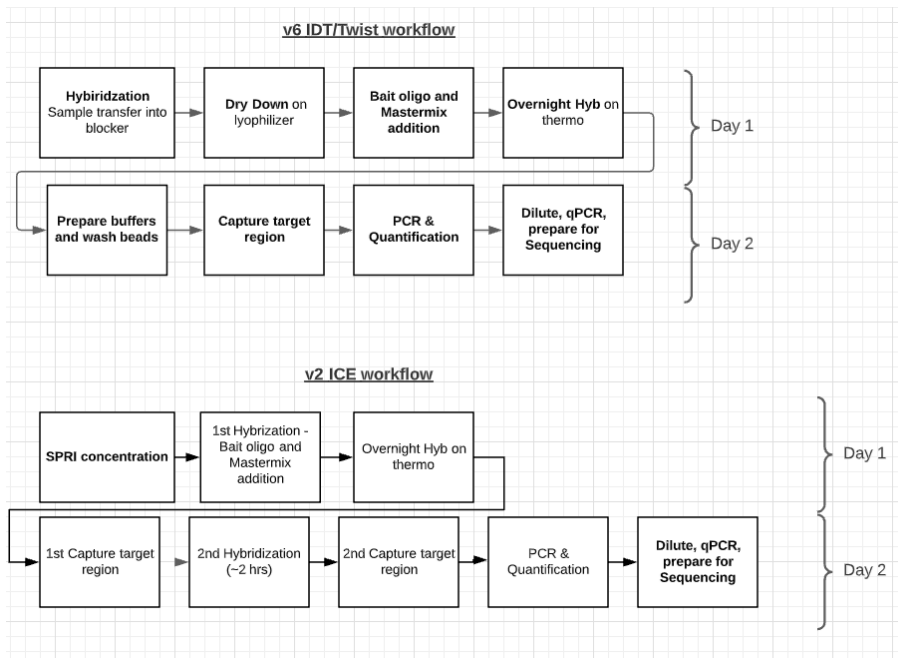 v6 IDT/Twist workflow
Hybiridzation
Sample transfer into
blocker
Dry Down on
lyophilizer
Bait oligo and
Mastermix
addition
Overnight Hyb on
thermo
Day 1
Prepare buffers
and wash beads
Capture target
region
PCR &
Quantification
Dilute, qPCR,
prepare for
Sequencing
Day 2
v2 ICE workflow
SPRI concentration
1st Hybrization -
Bait oligo and
Mastermix
addition
Overnight Hyb on
thermo
Day 1
1st Capture target
region
2nd Hybridization
(~2 hrs)
2nd Capture target
region
PCR &
Quantification
Dilute, qPCR,
prepare for
Sequencing
Day 2